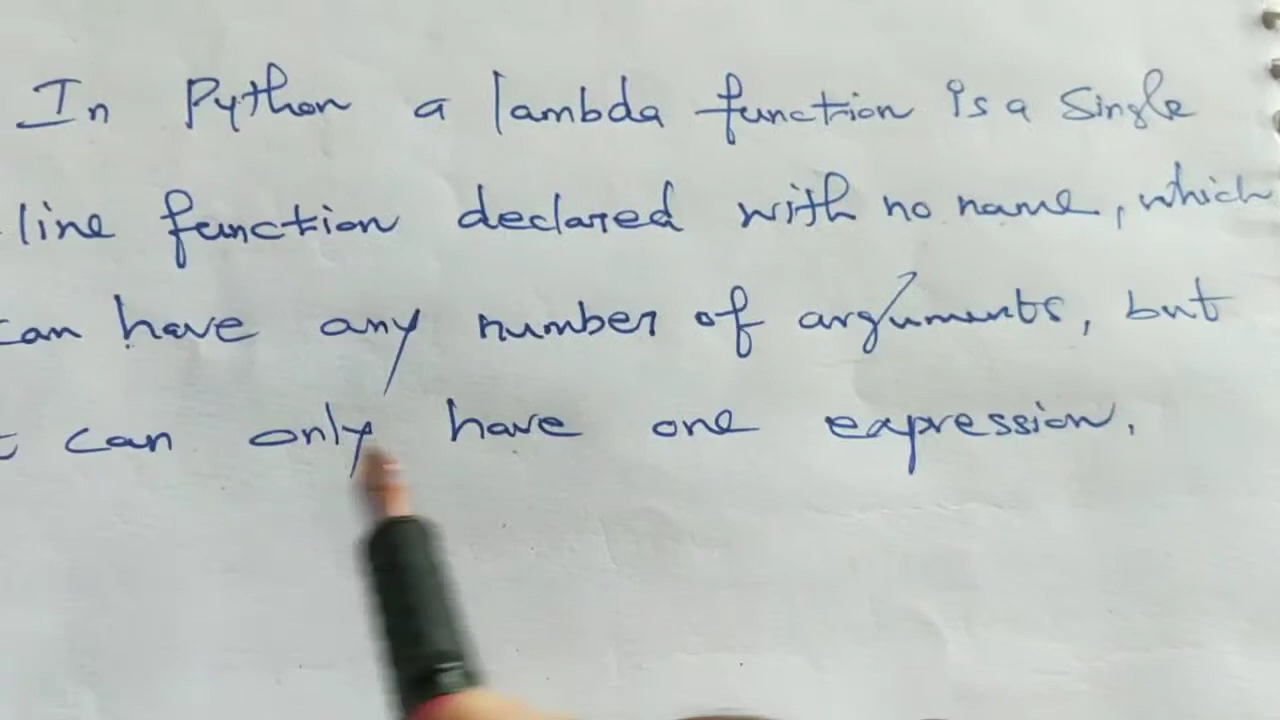 In Python a lambda function is a single
line function declared with no name, which
can have any number of arguments, but
can only have one expression.